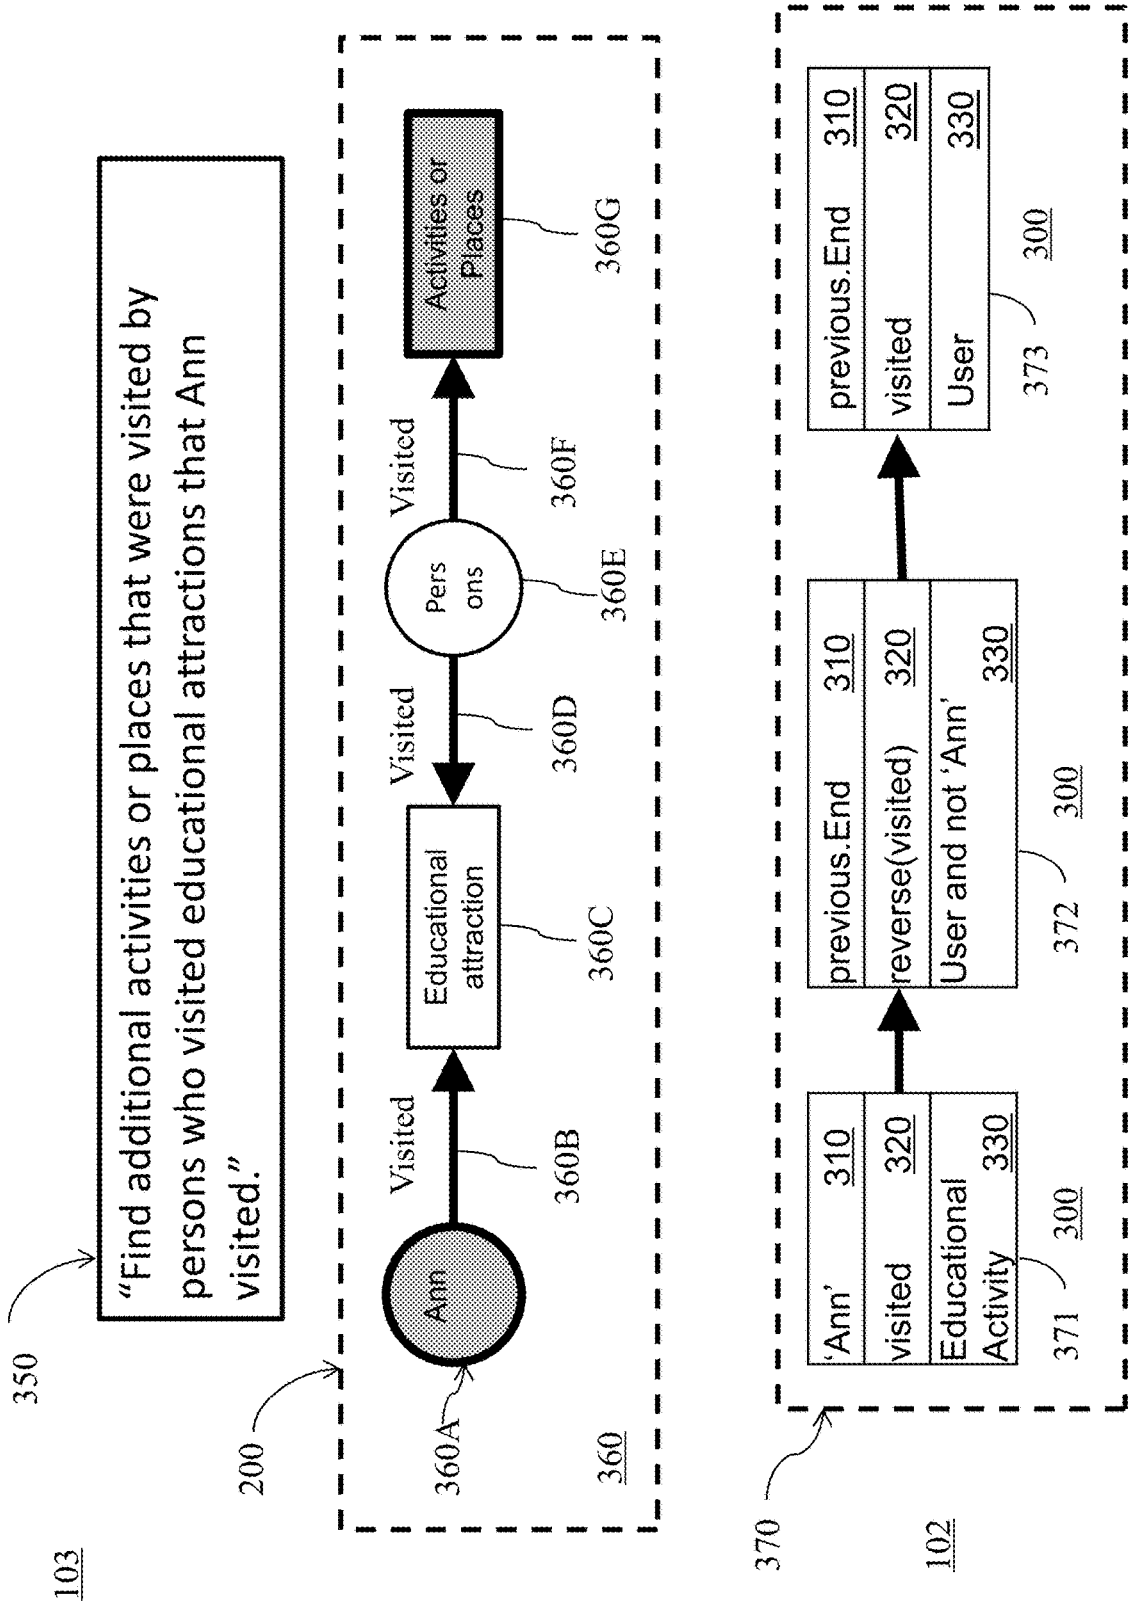 103
350
“Find additional activities or places that were visited by
persons who visited educational attractions that Ann
visited.”
200
Visited
Visited
Visited
Ann
Educational
attraction
Pers
ons
Activities or
Places
360A
360B
360C
360D
360E
360F
360G
360
370
'Ann' 310
visited 320
Educational
Activity 330
371
300
previous.End 310
reverse(visited) 320
User and not 'Ann'
330
372
300
previous.End 310
visited 320
User 330
373
300
102